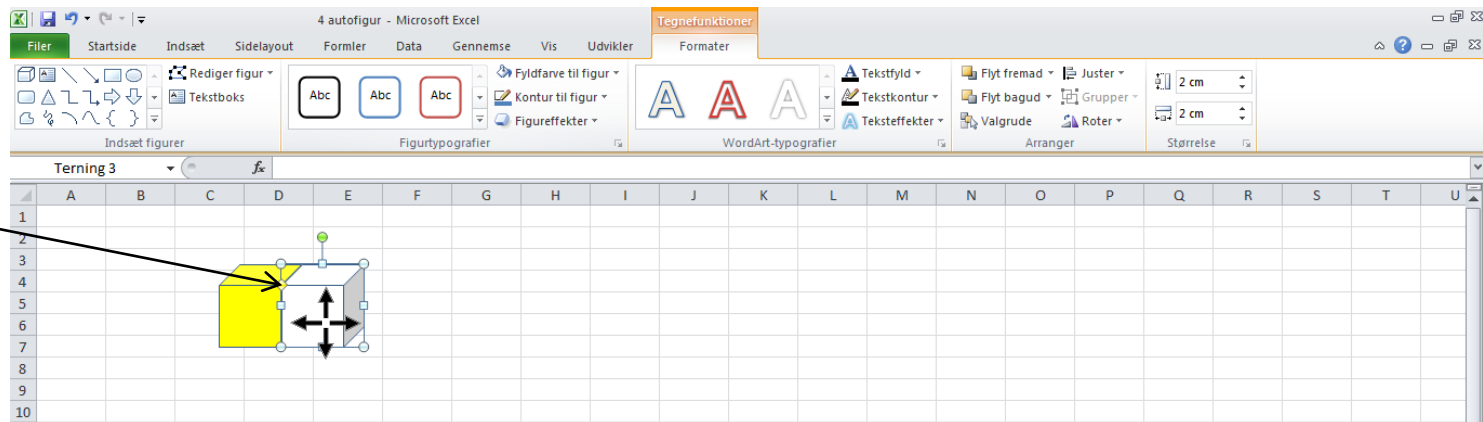 4 autofigur - Microsoft Excel
Tegnefunktioner
Filer Startside Indsæt Sidelayout Formler Data Gennemse Vis Udvikler Formater
Rediger figur
Tekstboks
Indsæt figurer
Abc Abc Abc
Fyldfarve til figur
Kontur til figur
Figureffekter
Figurtypografier
A A A
Tekstfyld
Tekstkontur
Teksteffekter
WordArt-typografier
Flyt fremad
Flyt bagud
Valgrude
Juster
Grupper
Roter
Arranger
2 cm
2 cm
Størrelse
Terning 3 fx
A B C D E F G H I J K L M N O P Q R S T U
1
2
3
4
5
6
7
8
9
10